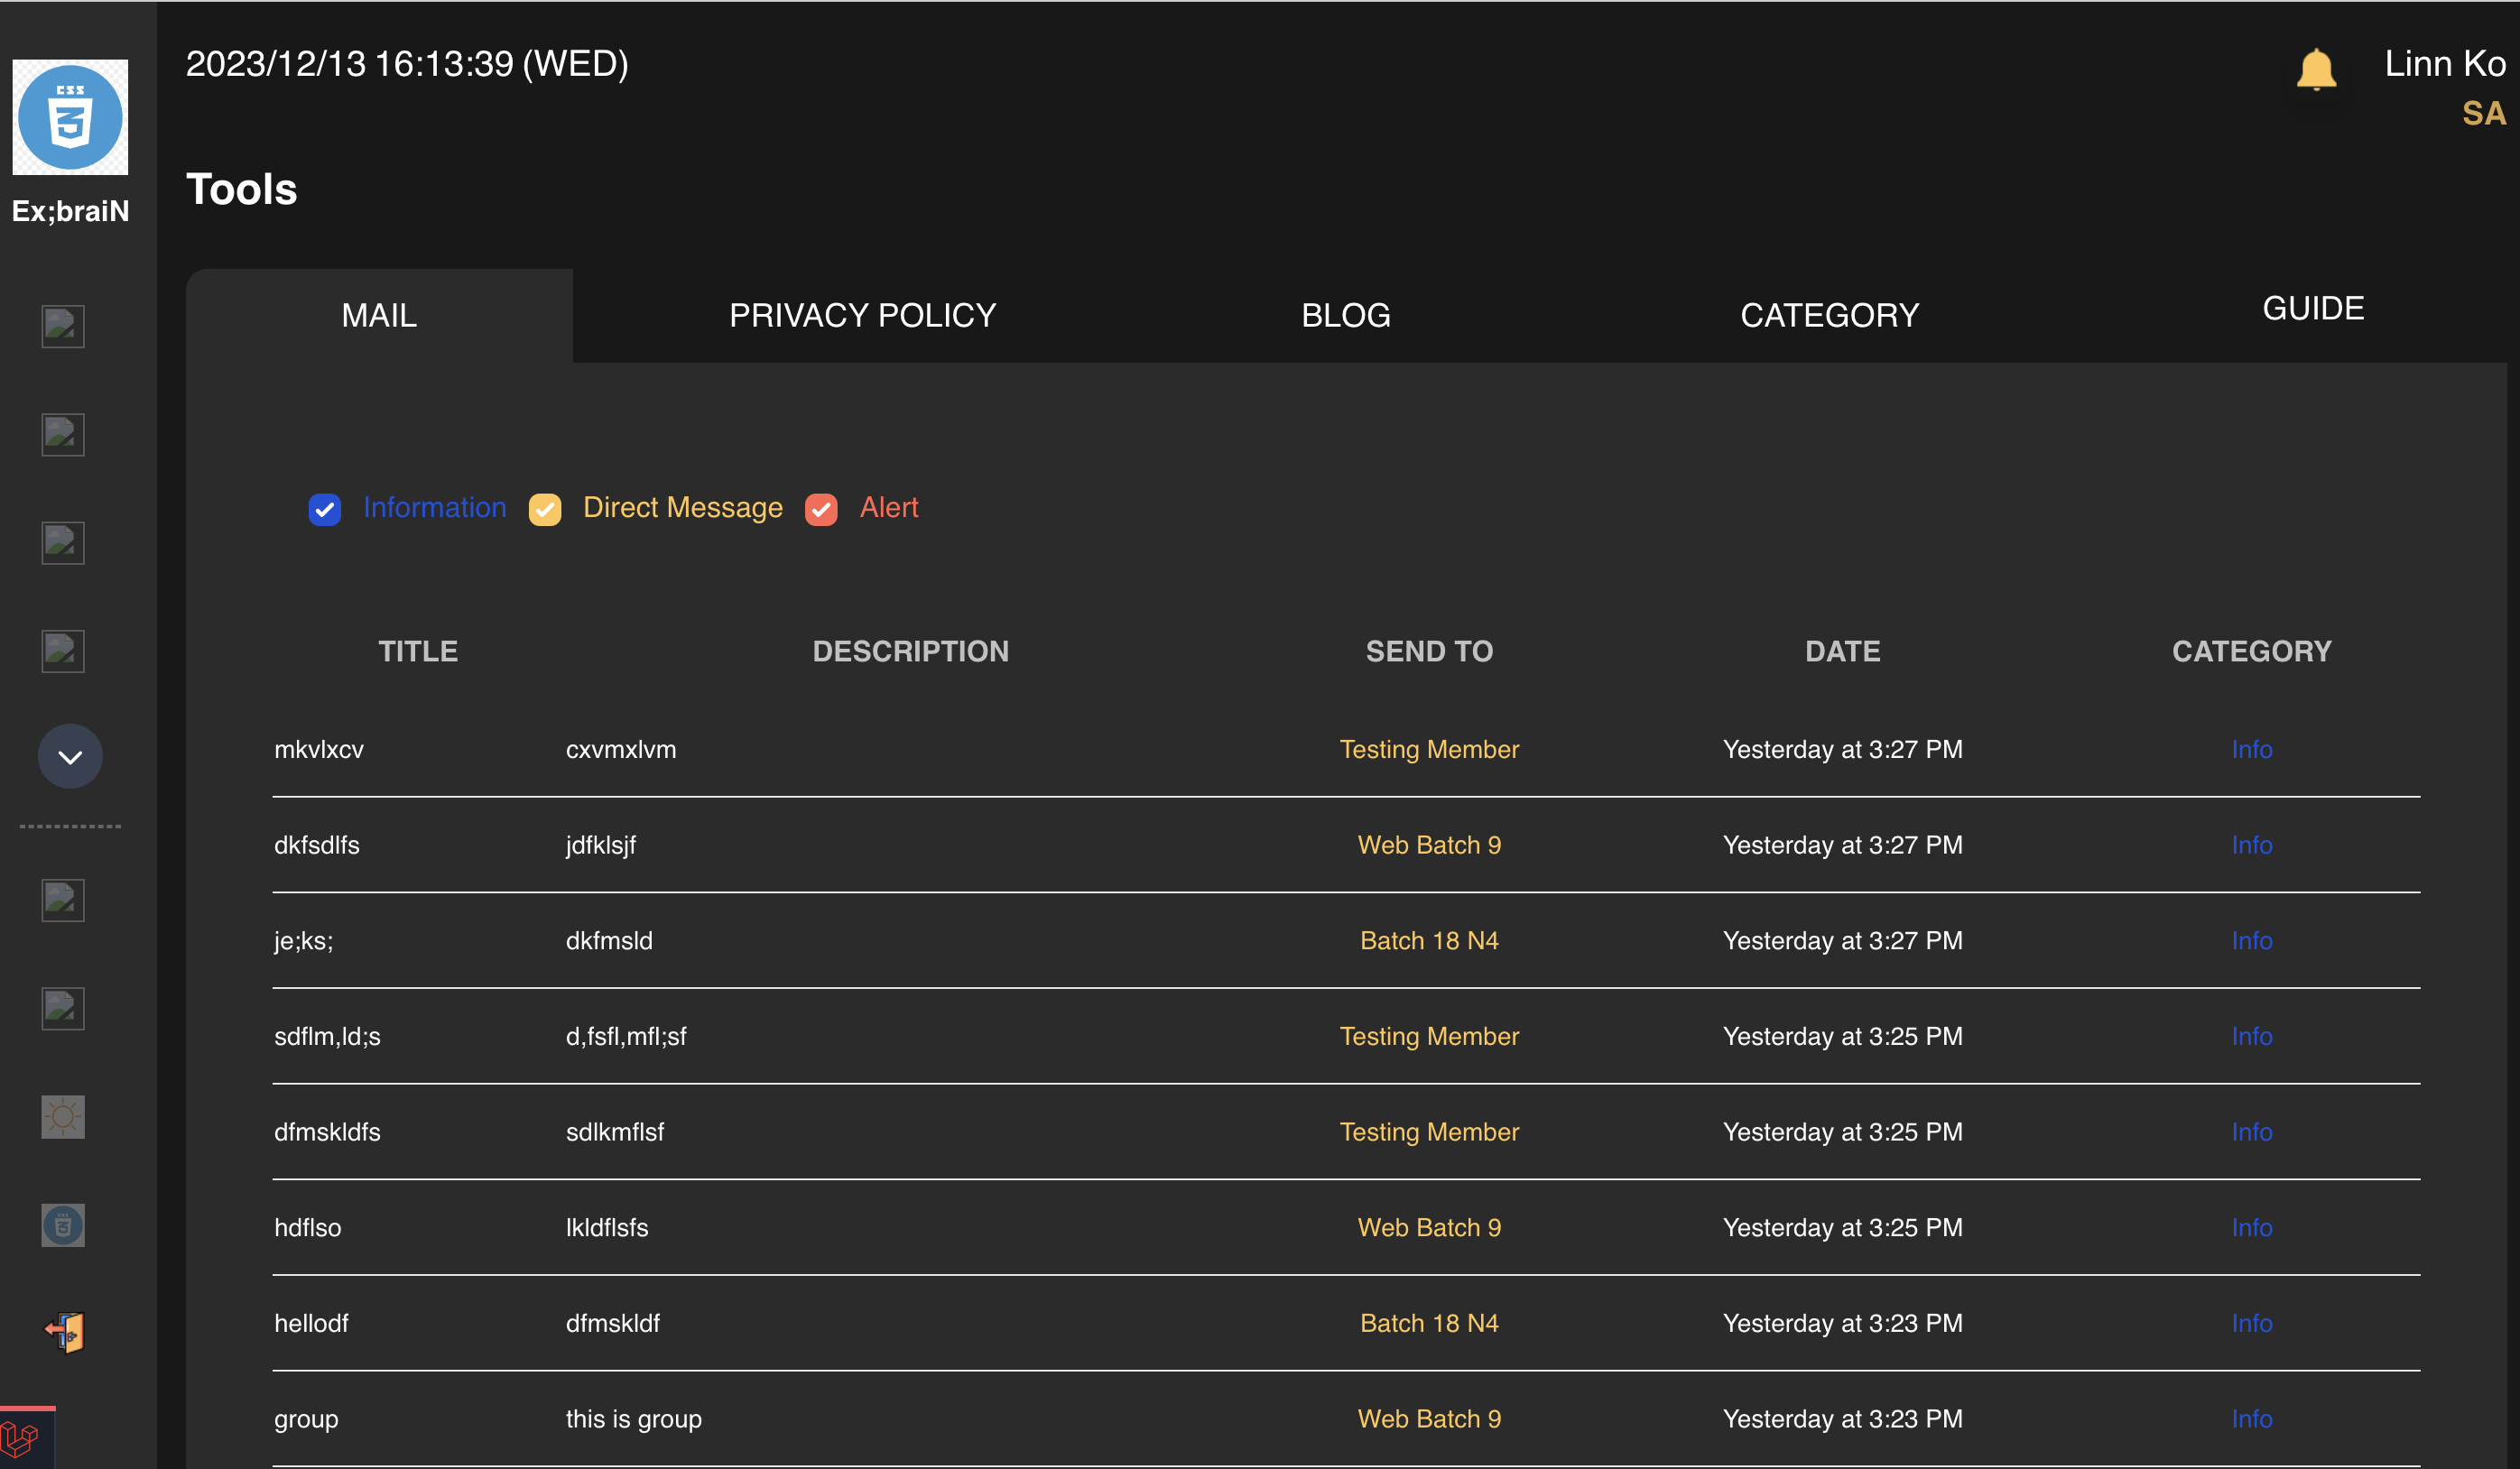 2023/12/13 16:13:39 (WED)
Linn Ko
SA
CSS
Ex;braiN
Tools
MAIL PRIVACY POLICY BLOG CATEGORY GUIDE
Information Direct Message Alert
TITLE DESCRIPTION SEND TO DATE CATEGORY
mkvlxcv cxvmxlvm Testing Member Yesterday at 3:27 PM Info
dkfsdlfs jdfklsjf Web Batch 9 Yesterday at 3:27 PM Info
je;ks; dkfmsld Batch 18 N4 Yesterday at 3:27 PM Info
sdflm,ld;s d,fsfl,mfl;sf Testing Member Yesterday at 3:25 PM Info
dfmskldfs sdlkmflsf Testing Member Yesterday at 3:25 PM Info
hdflso lkldflsfs Web Batch 9 Yesterday at 3:25 PM Info
hellodf dfmskldf Batch 18 N4 Yesterday at 3:23 PM Info
group this is group Web Batch 9 Yesterday at 3:23 PM Info